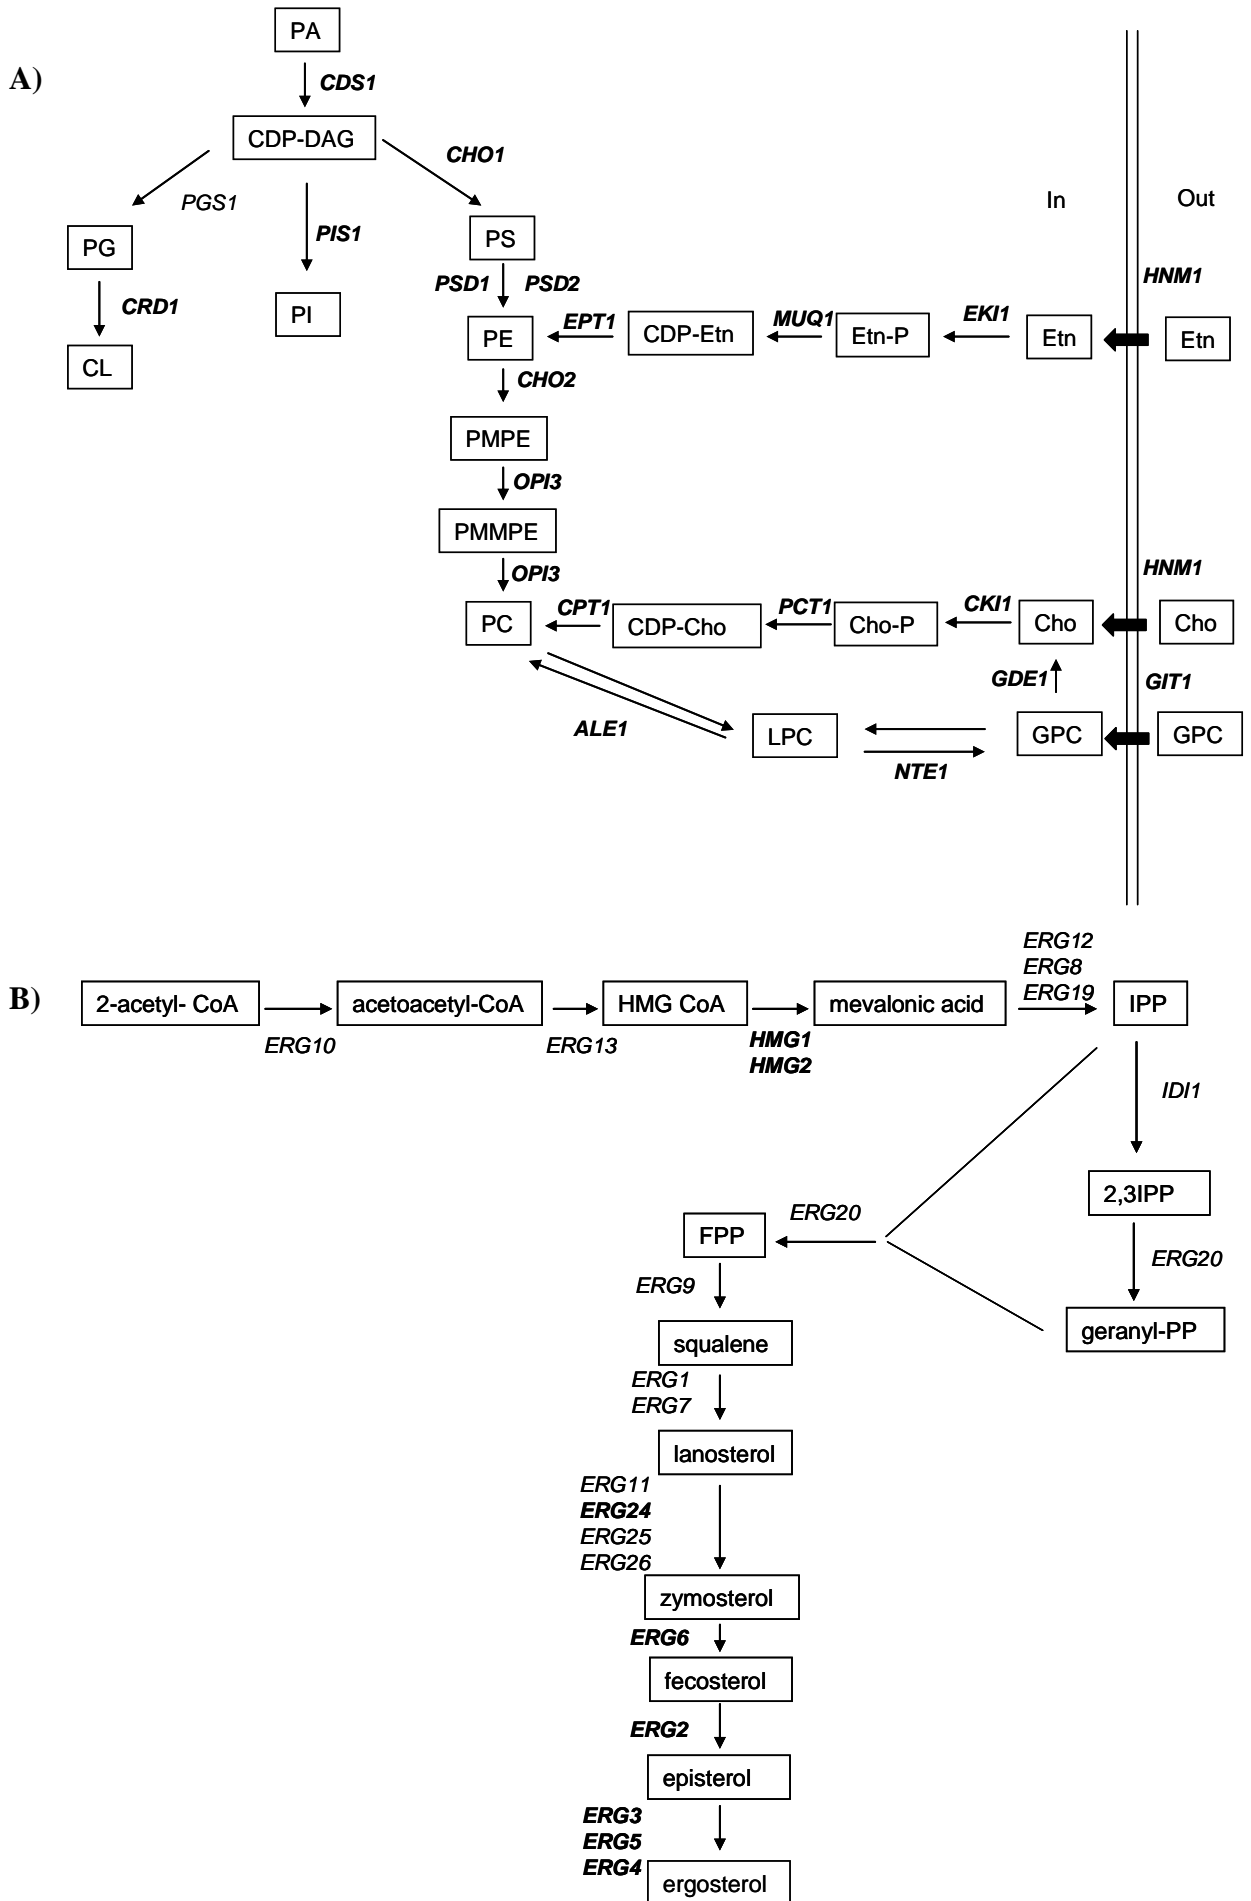 A)
PA
CDS1
CDP-DAG
CHO1
PGS1
PIS1
In
Out
PG
PS
HNM1
PSD1
PSD2
CRD1
PI
EPT1
MUQ1
EKI1
PE
CDP-Etn
Etn-P
Etn
Etn
CL
CHO2
PMPE
OPI3
PMMPE
OPI3
HNM1
CPT1
PCT1
CKI1
PC
CDP-Cho
Cho-P
Cho
Cho
GDE1
GIT1
ALE1
LPC
GPC
GPC
NTE1
B)
2-acetyl- CoA
ERG10
acetoacetyl-CoA
ERG13
HMG CoA
HMG1
HMG2
mevalonic acid
ERG12
ERG8
ERG19
IPP
IDI1
2,3IPP
ERG20
geranyl-PP
ERG20
FPP
ERG9
squalene
ERG1
ERG7
lanosterol
ERG11
ERG24
ERG25
ERG26
zymosterol
ERG6
fecosterol
ERG2
episterol
ERG3
ERG5
ERG4
ergosterol